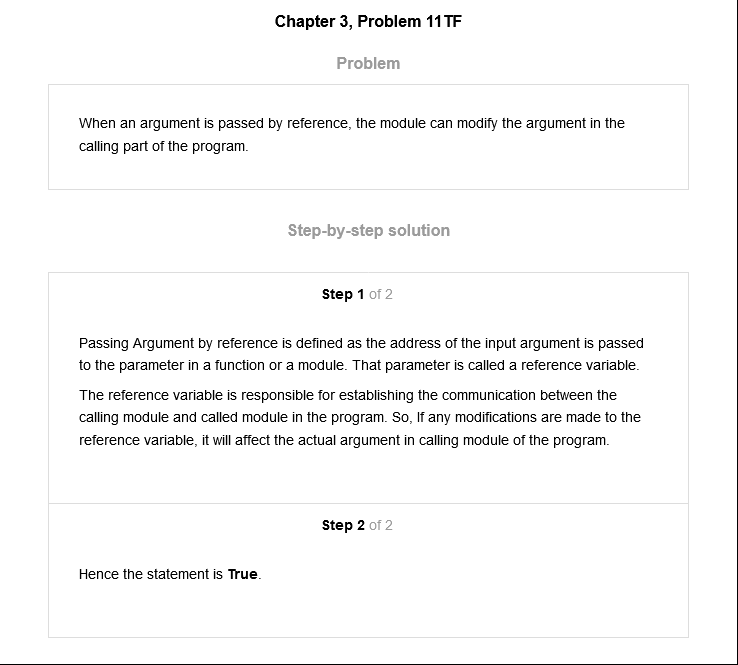 Chapter 3, Problem 11TF
Problem
When an argument is passed by reference, the module can modify the argument in the
calling part of the program.
Step-by-step solution
Step 1 of 2
Passing Argument by reference is defined as the address of the input argument is passed
to the parameter in a function or a module. That parameter is called a reference variable.
The reference variable is responsible for establishing the communication between the
calling module and called module in the program. So, If any modifications are made to the
reference variable, it will affect the actual argument in calling module of the program.
Step 2 of 2
Hence the statement is True.